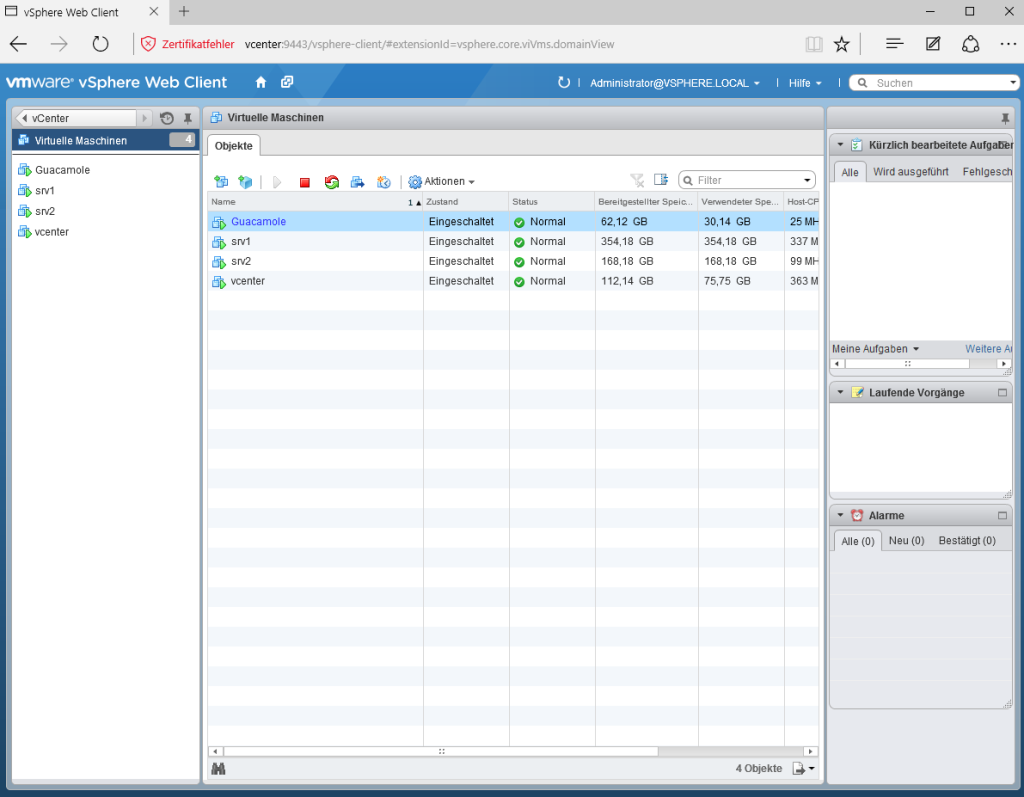 vSphere Web Client
Zertifikatfehler vcenter:9443/vsphere-client/#extensionId=vsphere.core.viVms.domainView
vmware® vSphere Web Client
Administrator@VSPHERE.LOCAL
Hilfe
Suchen
vCenter
Virtuelle Maschinen 4
Guacamole
srv1
srv2
vcenter
Virtuelle Maschinen
Objekte
Aktionen
Filter
Name 1 Zustand Status Bereitgestellter Speic... Verwendeter Spe... Host-CP
Guacamole Eingeschaltet Normal 62,12 GB 30,14 GB 25 MH
srv1 Eingeschaltet Normal 354,18 GB 354,18 GB 337 M
srv2 Eingeschaltet Normal 168,18 GB 168,18 GB 99 MH
vcenter Eingeschaltet Normal 112,14 GB 75,75 GB 363 M
4 Objekte
Kürzlich bearbeitete Aufgaben
Alle Wird ausgeführt Fehlgesch
Meine Aufgaben Weitere Au
Laufende Vorgänge
Alarme
Alle (0) Neu (0) Bestätigt (0)